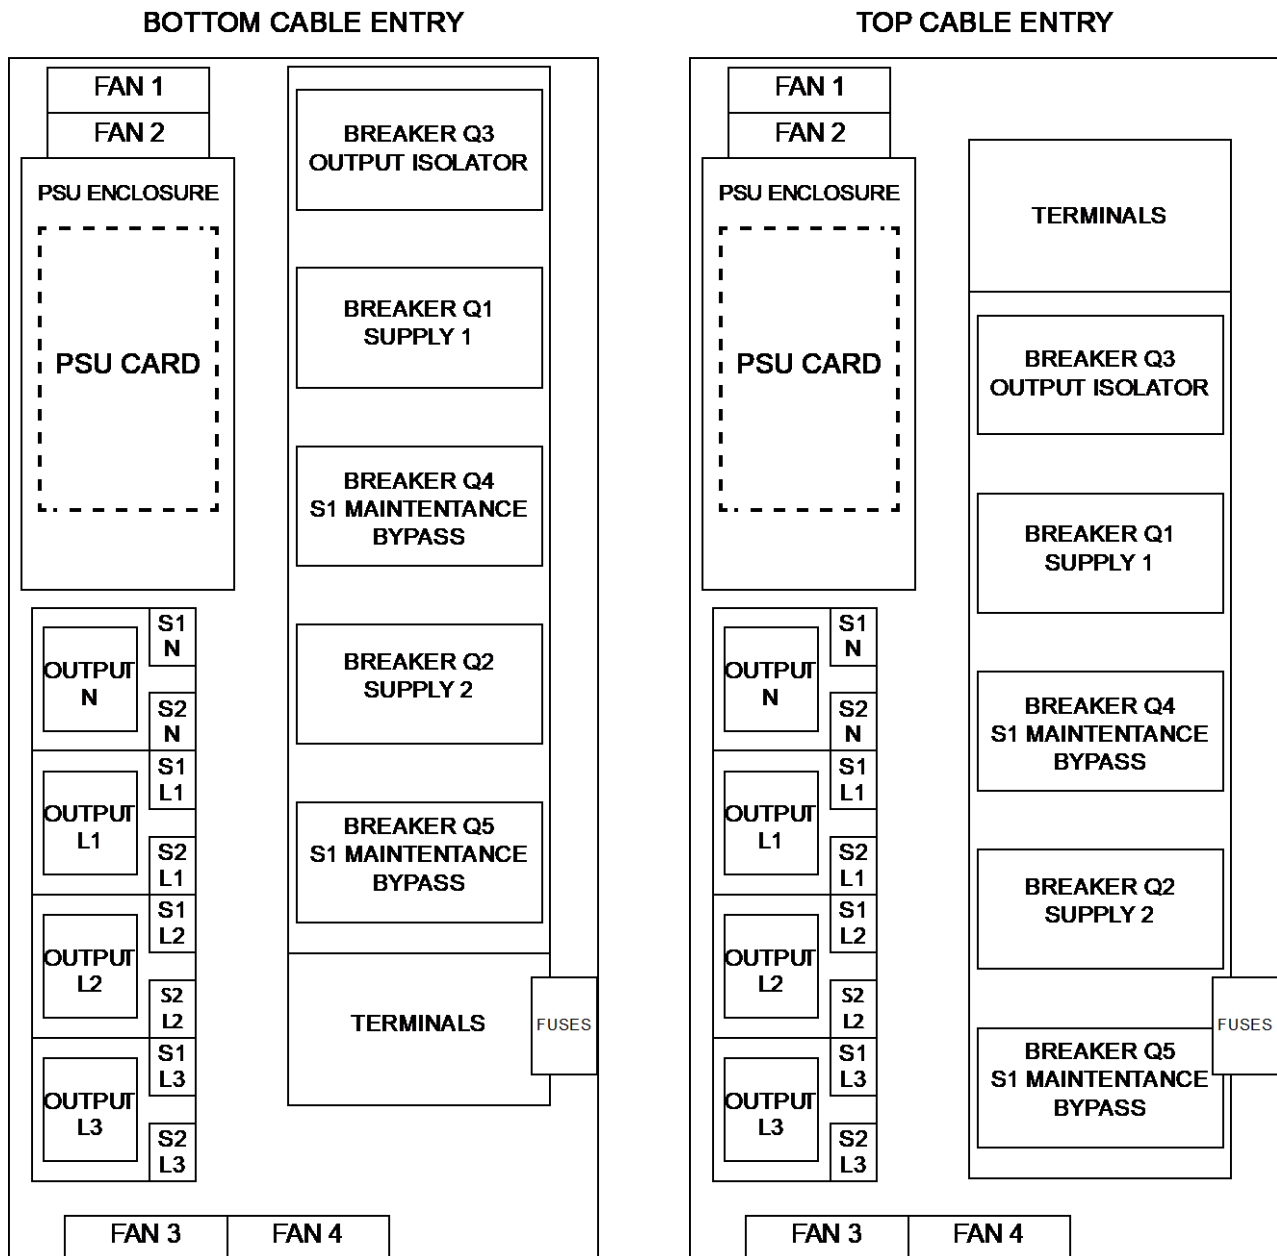 BOTTOM CABLE ENTRY
FAN 1
FAN 2
PSU ENCLOSURE
PSU CARD
OUTPUT
N
S1
N
S2
N
OUTPUT
L1
S1
L1
S2
L1
OUTPUT
L2
S1
L2
S2
L2
OUTPUT
L3
S1
L3
S2
L3
FAN 3
FAN 4
BREAKER Q3
OUTPUT ISOLATOR
BREAKER Q1
SUPPLY 1
BREAKER Q4
S1 MAINTENTANCE
BYPASS
BREAKER Q2
SUPPLY 2
BREAKER Q5
S1 MAINTENTANCE
BYPASS
TERMINALS
FUSES
TOP CABLE ENTRY
FAN 1
FAN 2
PSU ENCLOSURE
PSU CARD
OUTPUT
N
S1
N
S2
N
OUTPUT
L1
S1
L1
S2
L1
OUTPUT
L2
S1
L2
S2
L2
OUTPUT
L3
S1
L3
S2
L3
FAN 3
FAN 4
TERMINALS
BREAKER Q3
OUTPUT ISOLATOR
BREAKER Q1
SUPPLY 1
BREAKER Q4
S1 MAINTENTANCE
BYPASS
BREAKER Q2
SUPPLY 2
FUSES
BREAKER Q5
S1 MAINTENTANCE
BYPASS